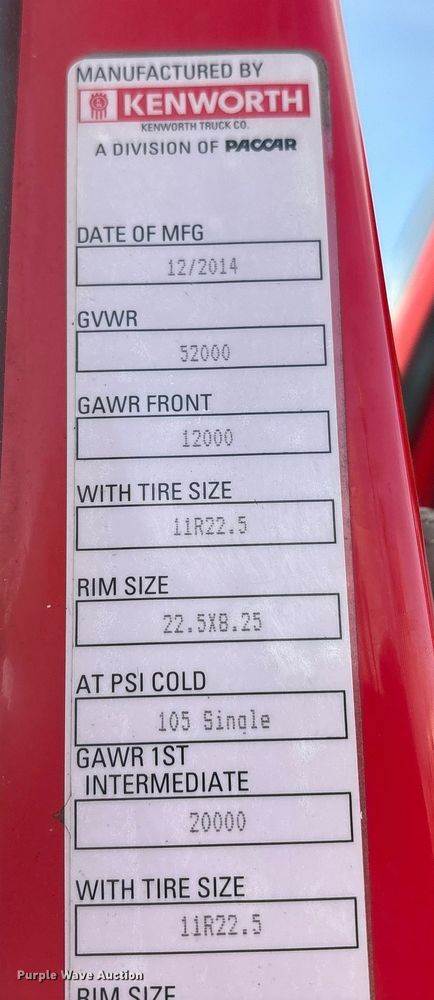 MANUFACTURED BY
KENWORTH
KENWORTH TRUCK CO.
A DIVISION OF PACCAR
DATE OF MFG
12/2014
GVWR
52000
GAWR FRONT
12000
WITH TIRE SIZE
11R22.5
RIM SIZE
22.5X8.25
AT PSI COLD
105 Single
GAWR 1ST
INTERMEDIATE
20000
WITH TIRE SIZE
11R22.5
RIM SIZE
Purple Wave Auction